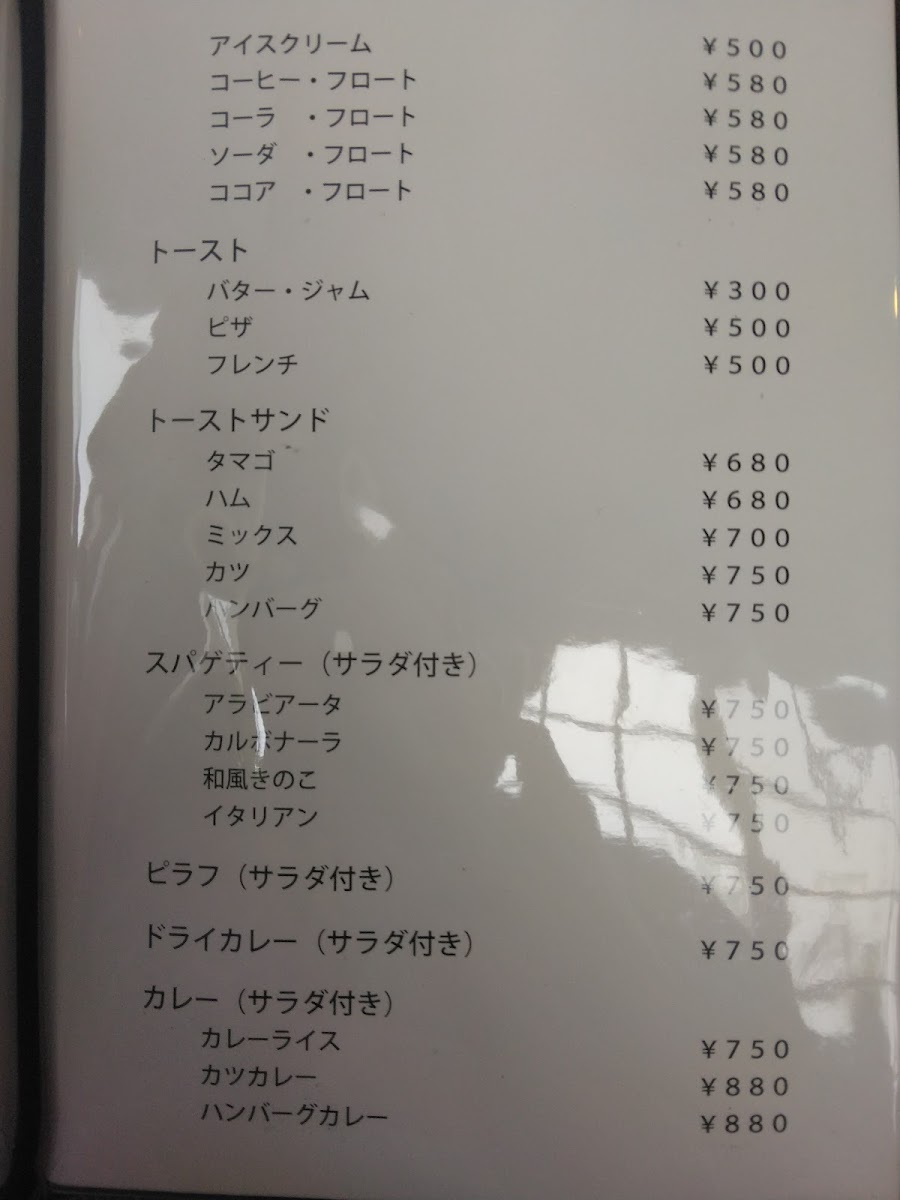 アイスクリーム ￥５００
コーヒー・フロート ￥５８０
コーラ　・フロート ￥５８０
ソーダ　・フロート ￥５８０
ココア　・フロート ￥５８０
トースト
バター・ジャム ￥３００
ピザ ￥５００
フレンチ ￥５００
トーストサンド
タマゴ ￥６８０
ハム ￥６８０
ミックス ￥７００
カツ ￥７５０
ハンバーグ ￥７５０
スパゲティー（サラダ付き）
アラビアータ ￥７５０
カルボナーラ ￥７５０
和風きのこ ￥７５０
イタリアン ￥７５０
ピラフ（サラダ付き） ￥７５０
ドライカレー（サラダ付き） ￥７５０
カレー（サラダ付き）
カレーライス ￥７５０
カツカレー ￥８８０
ハンバーグカレー ￥８８０